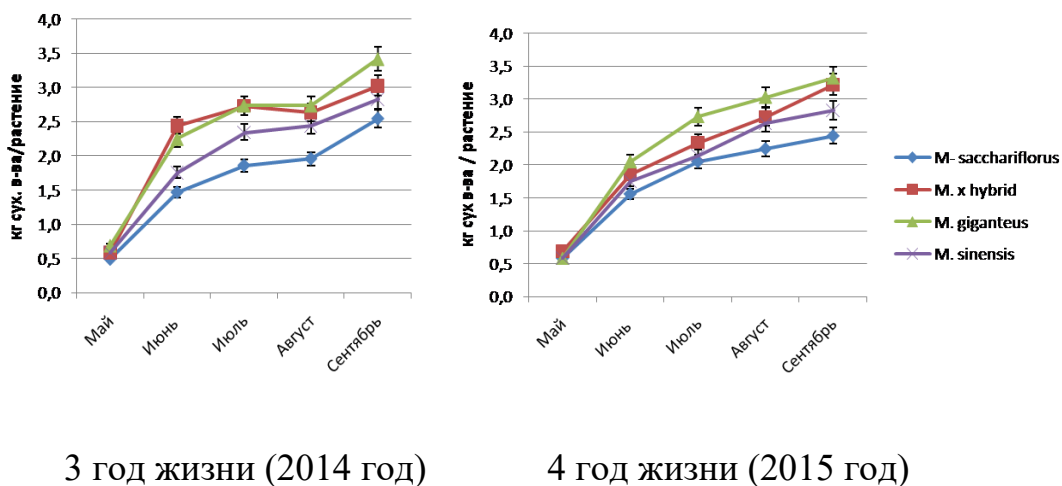 кг сух. в-ва/растение
4,0
3,5
3,0
2,5
2,0
1,5
1,0
0,5
0,0
Май
Июнь
Июль
Август
Сентябрь
3 год жизни (2014 год)
кг сух в-ва / растение
4,0
3,5
3,0
2,5
2,0
1,5
1,0
0,5
0,0
Май
Июнь
Июль
Август
Сентябрь
4 год жизни (2015 год)
M- sacchariflorus
M. x hybrid
M. giganteus
M. sinensis